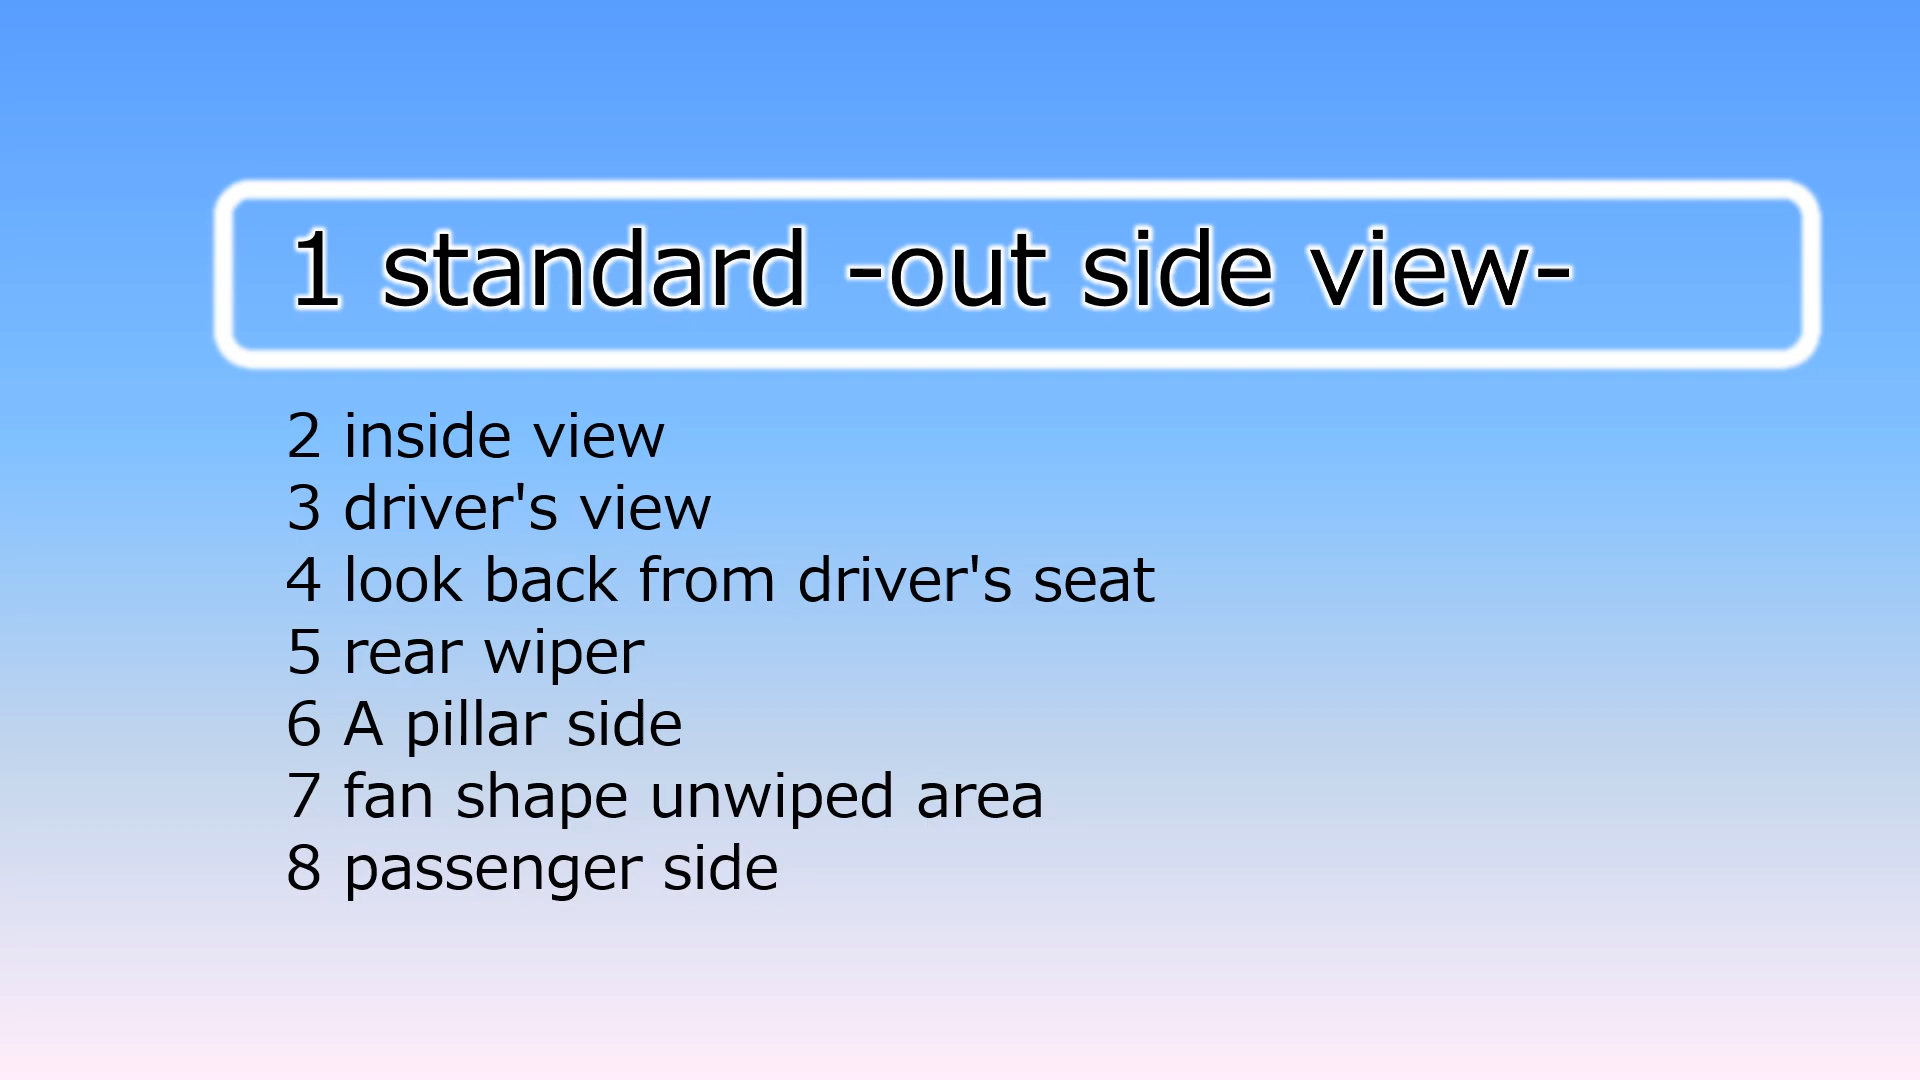 1 standard -out side view-
2 inside view
3 driver's view
4 look back from driver's seat
5 rear wiper
6 A pillar side
7 fan shape unwiped area
8 passenger side